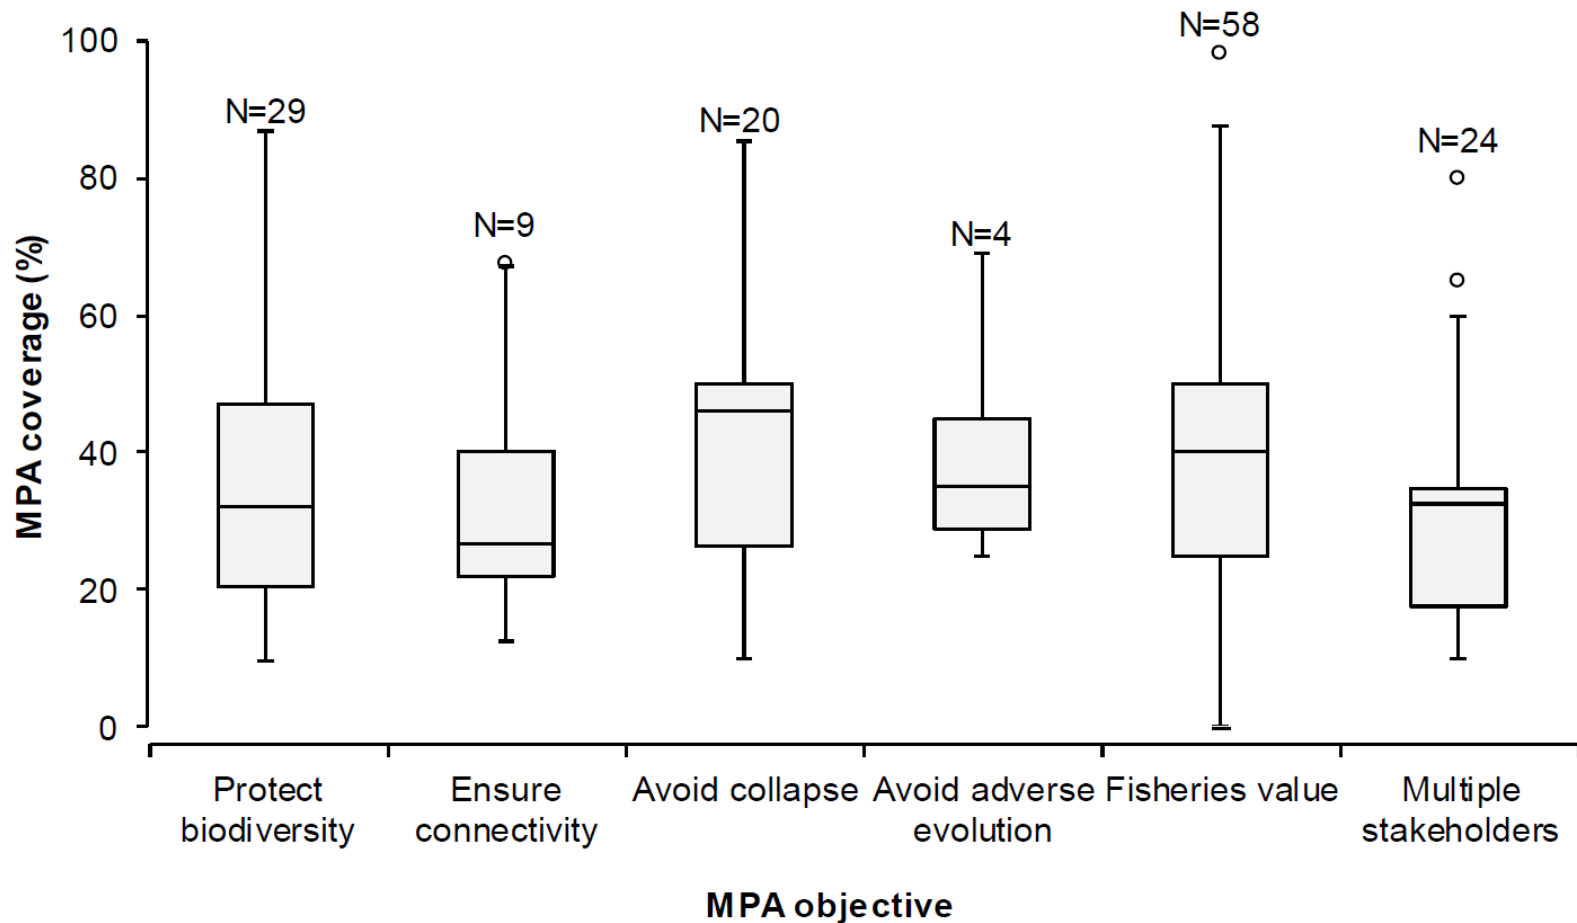 N=58
100
N=29
N=20
N=24
80
N=9
N=4
60
40
20
0
MPA coverage (%)
Protect
biodiversity
Ensure
connectivity
Avoid collapse
Avoid adverse
evolution
Fisheries value
Multiple
stakeholders
MPA objective